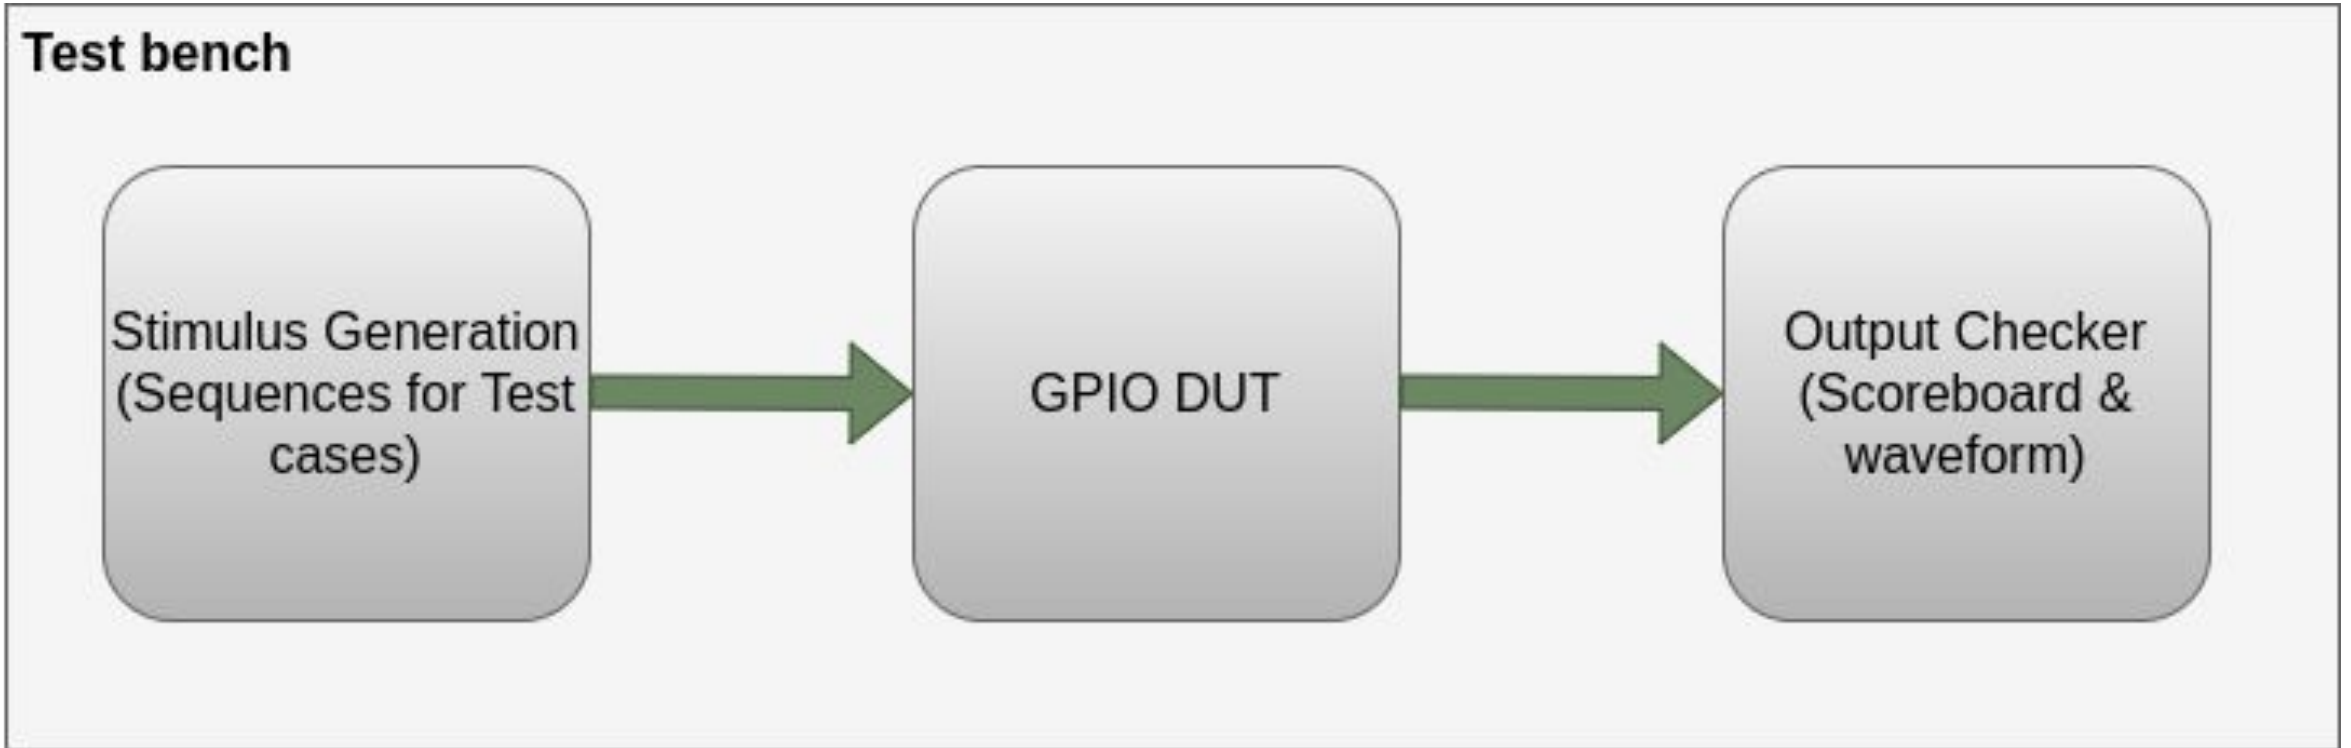 Test bench
Stimulus Generation
(Sequences for Test
cases)
GPIO DUT
Output Checker
(Scoreboard &
waveform)